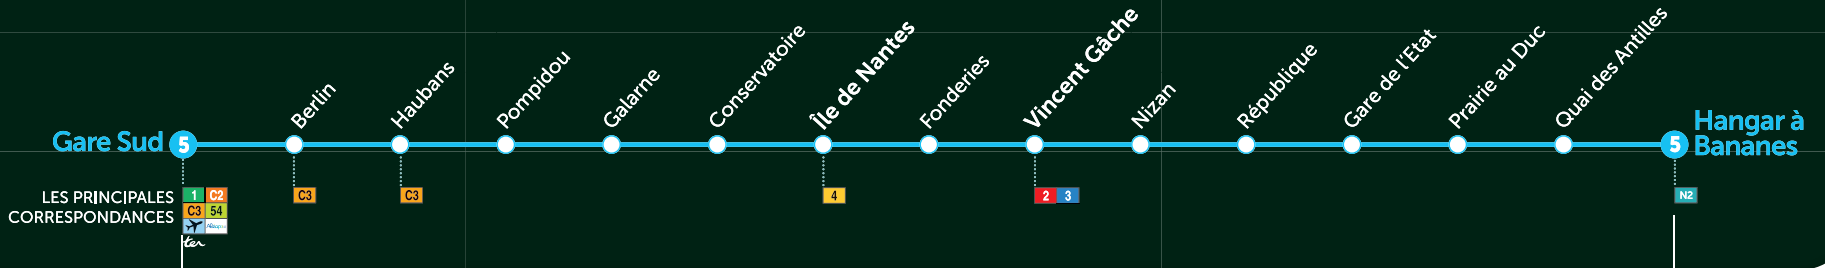 Gare Sud
5
Berlin
Haubans
Pompidou
Galarne
Conservatoire
Île de Nantes
Fonderies
Vincent Gâche
Nizan
République
Gare de l'Etat
Prairie au Duc
Quai des Antilles
5
Hangar à
Bananes
LES PRINCIPALES
CORRESPONDANCES
1 C2
C3 54
ter
C3
C3
4
2 3
N2